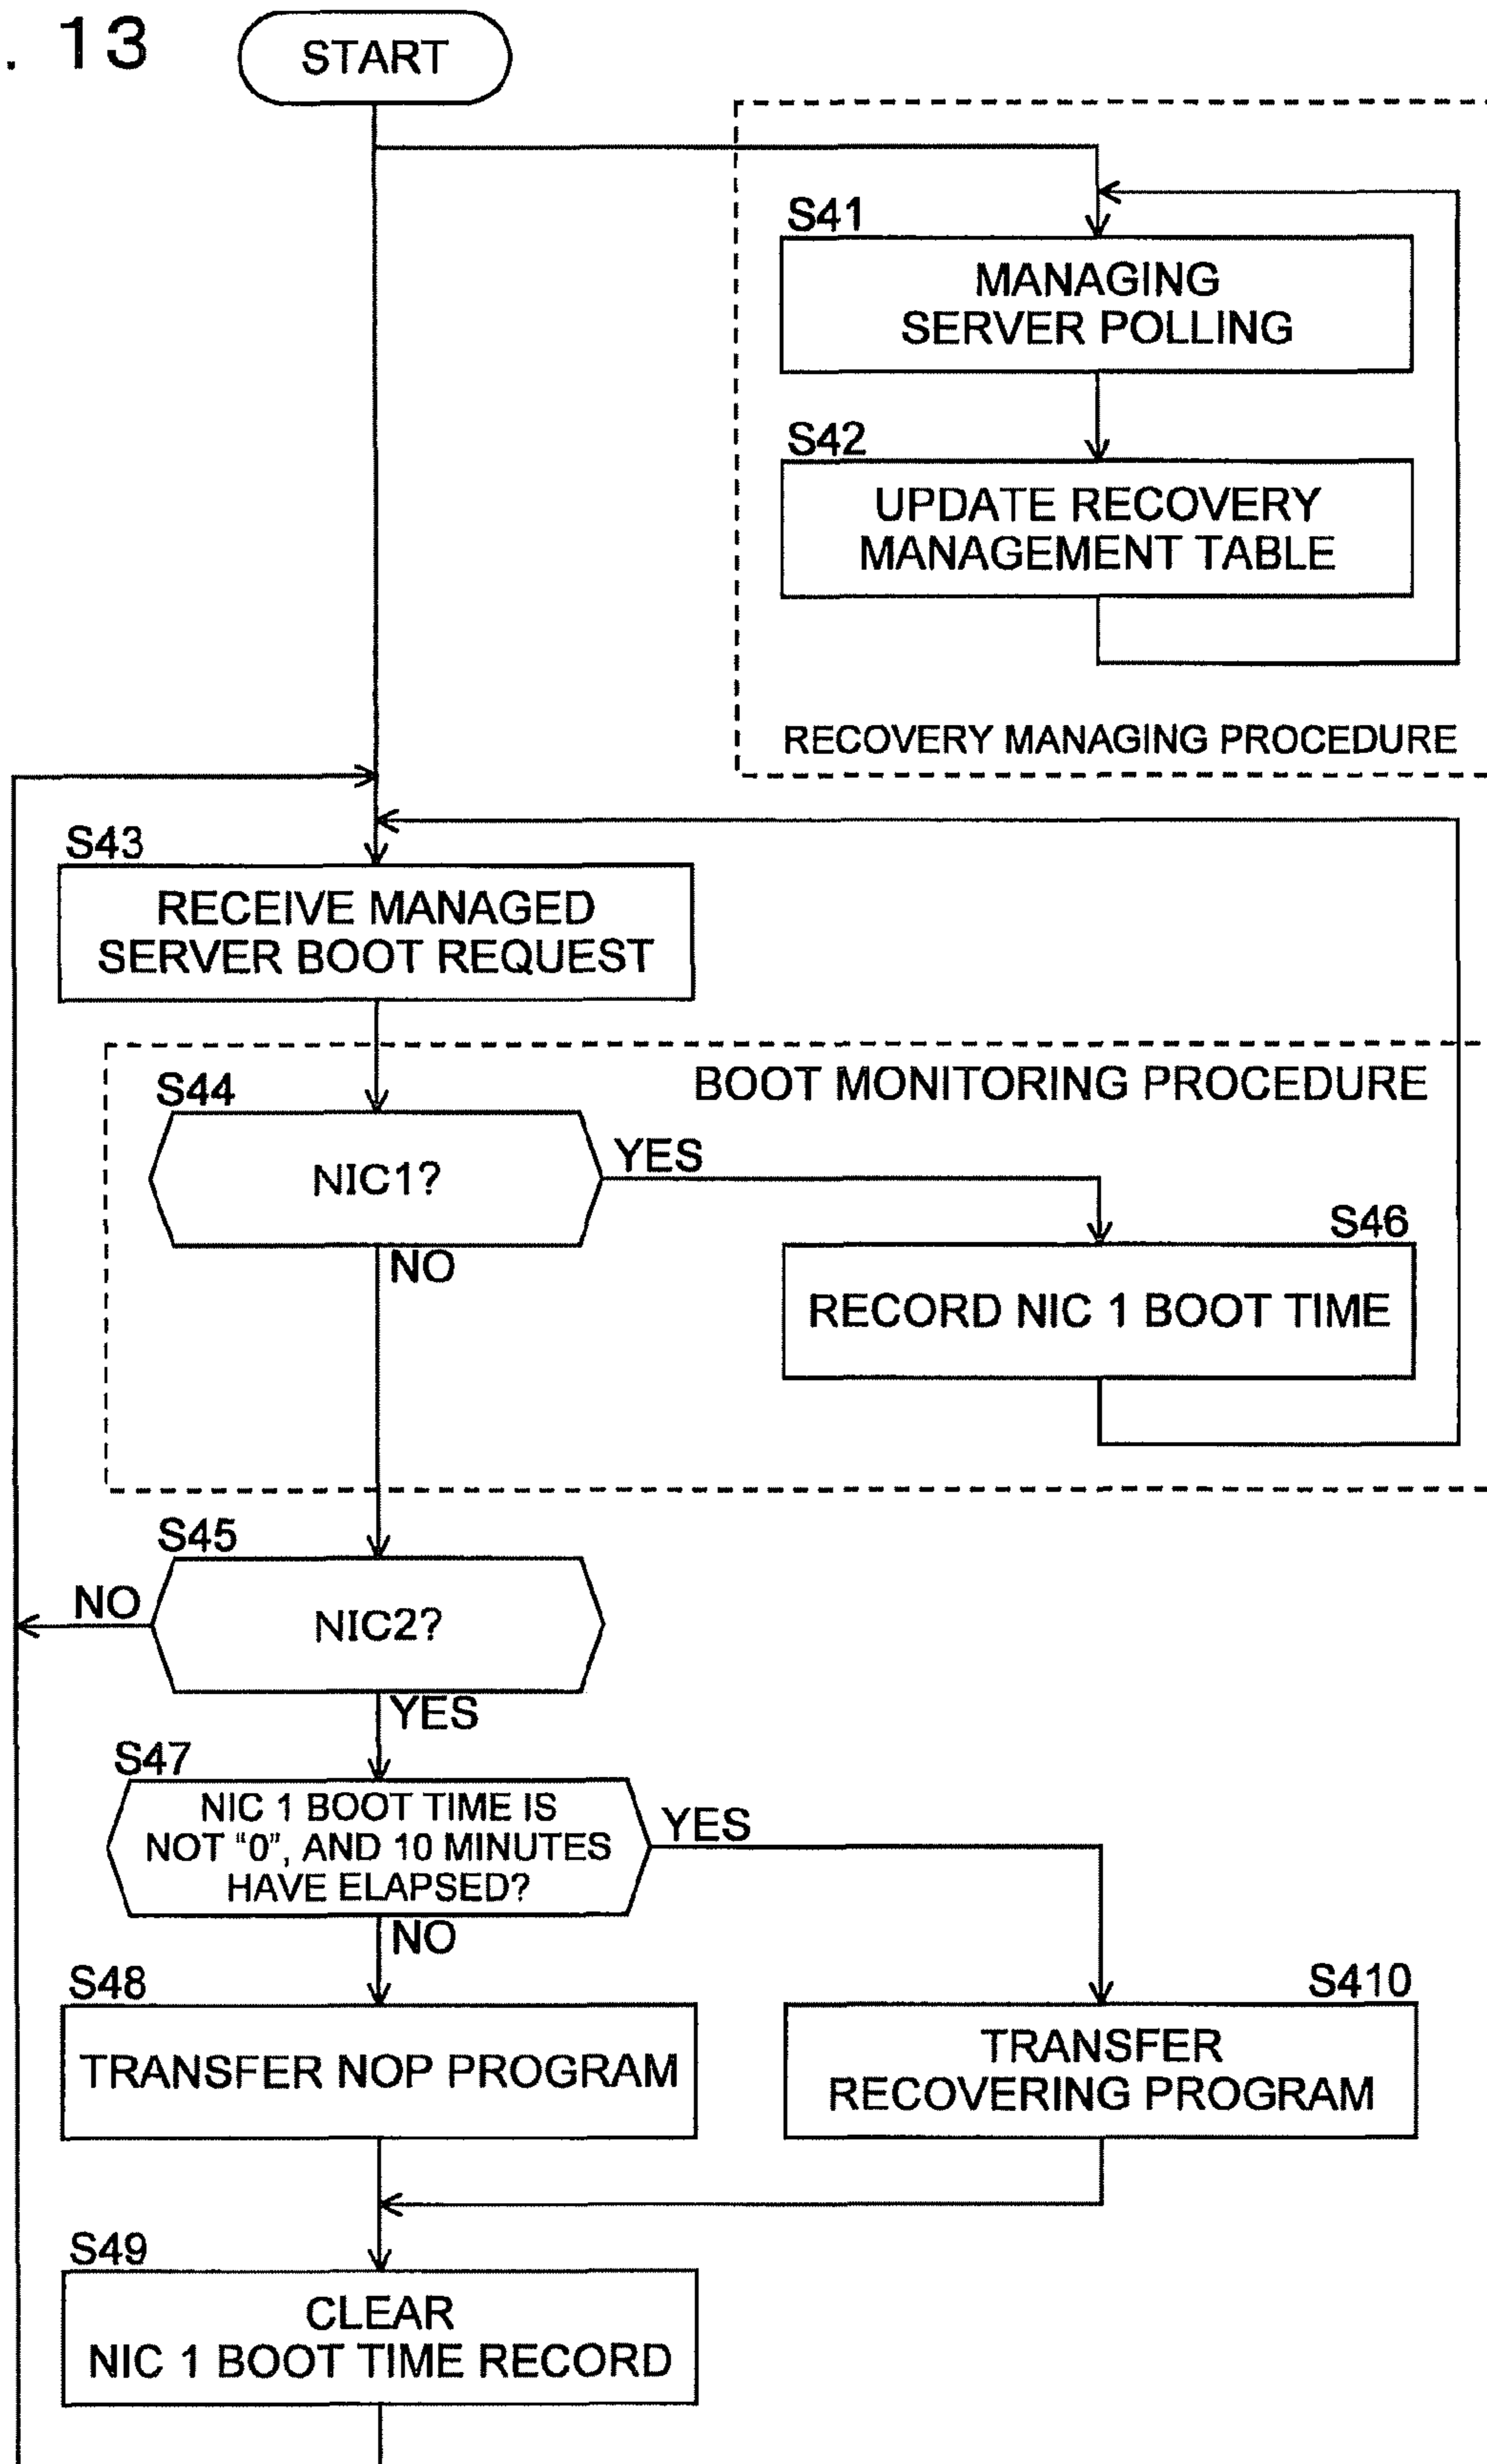 . 13
START
S41
MANAGING
SERVER POLLING
S42
UPDATE RECOVERY
MANAGEMENT TABLE
RECOVERY MANAGING PROCEDURE
S43
RECEIVE MANAGED
SERVER BOOT REQUEST
BOOT MONITORING PROCEDURE
S44
NIC1?
YES
NO
S46
RECORD NIC 1 BOOT TIME
S45
NO
NIC2?
YES
S47
NIC 1 BOOT TIME IS
NOT "0", AND 10 MINUTES
HAVE ELAPSED?
YES
NO
S48
TRANSFER NOP PROGRAM
S410
TRANSFER
RECOVERING PROGRAM
S49
CLEAR
NIC 1 BOOT TIME RECORD